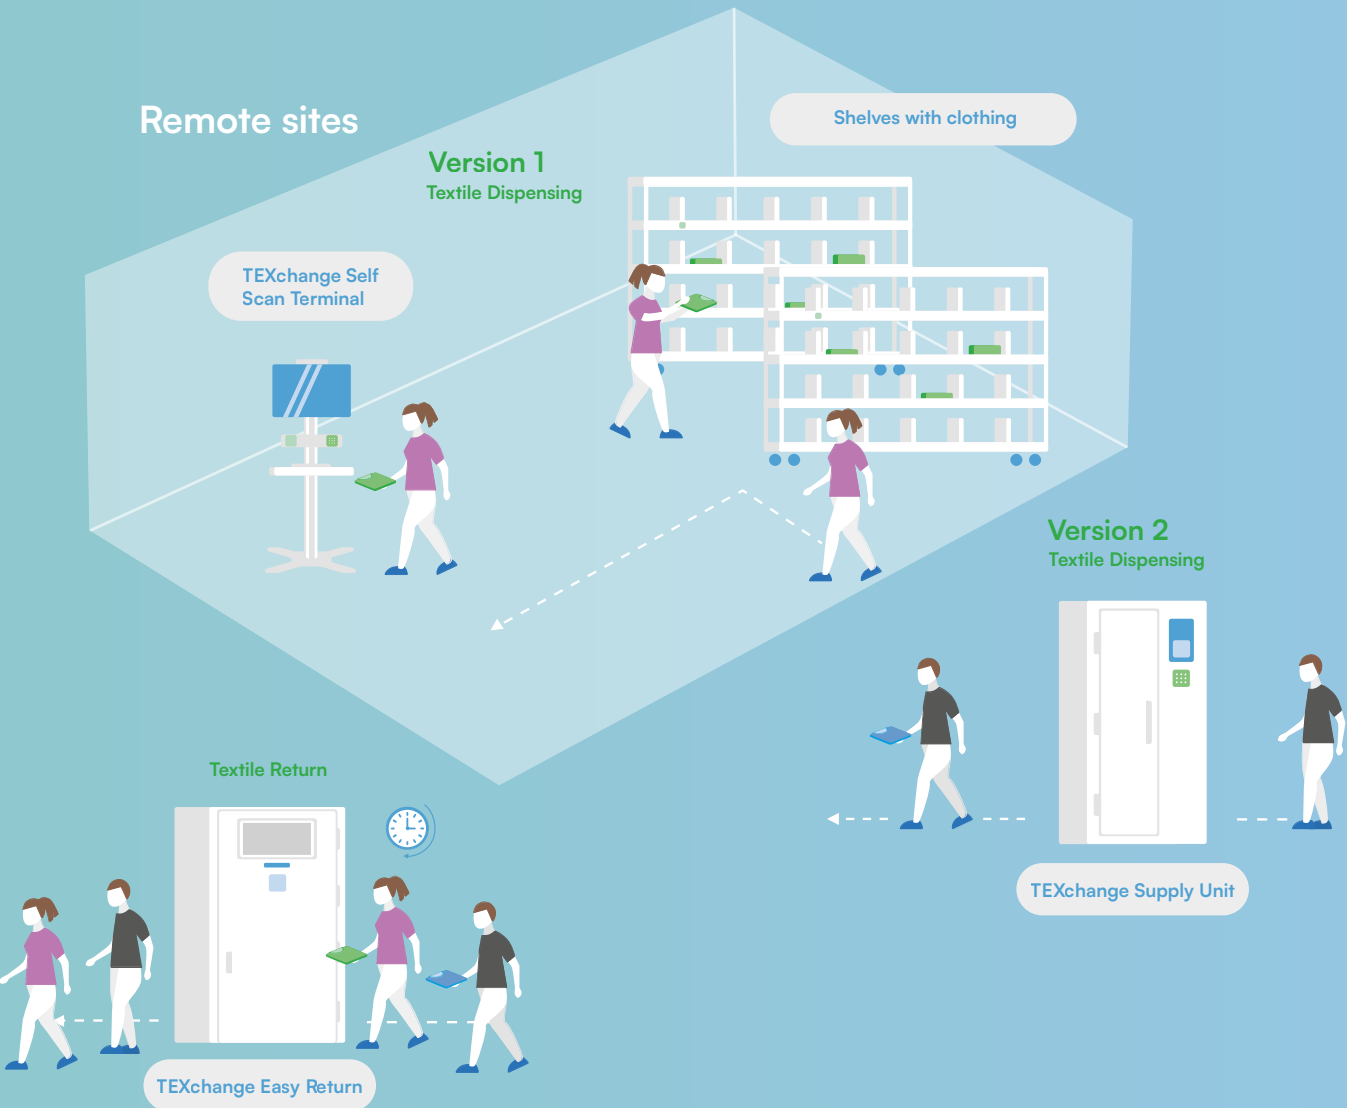 Remote sites
Shelves with clothing
Version 1
Textile Dispensing
TEXchange Self
Scan Terminal
Version 2
Textile Dispensing
Textile Return
TEXchange Supply Unit
TEXchange Easy Return